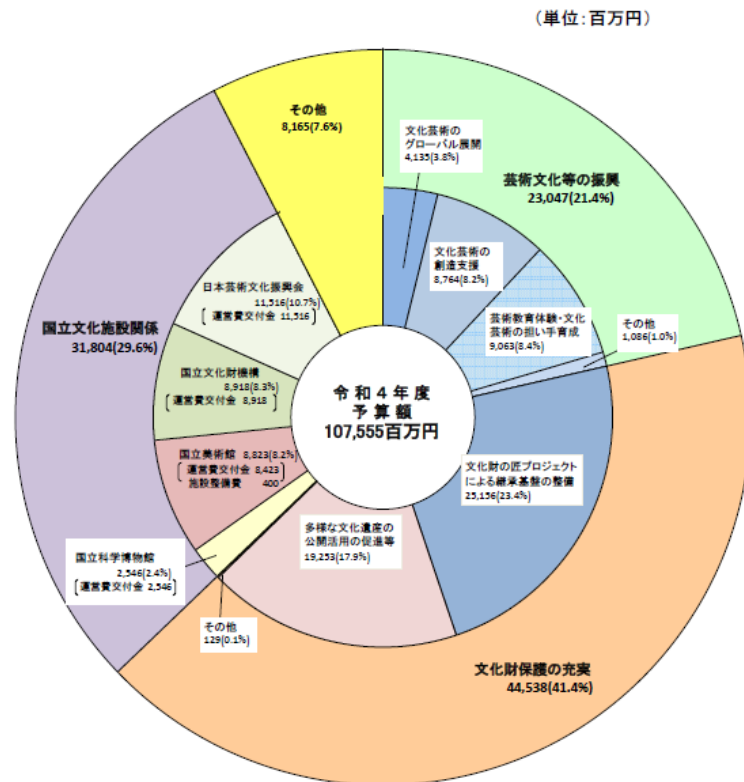 （単位：百万円）
その他
8,165(7.6%)
文化芸術の
グローバル展開
4,135(3.8%)
芸術文化等の振興
23,047(21.4%)
文化芸術の
創造支援
8,764(8.2%)
芸術教育体験・文化
芸術の担い手育成
9,063(8.4%)
その他
1,086(1.0%)
日本芸術文化振興会
11,516(10.7%)
運営費交付金 11,516
国立文化施設関係
31,804(29.6%)
国立文化財機構
8,918(8.3%)
運営費交付金 8,918
令和４年度
予算額
107,555百万円
国立美術館 8,823(8.2%)
運営費交付金 8,423
施設整備費 400
文化財の匠プロジェクト
による継承基盤の整備
25,156(23.4%)
多様な文化遺産の
公開活用の促進等
19,253(17.9%)
国立科学博物館
2,546(2.4%)
運営費交付金 2,546
その他
129(0.1%)
文化財保護の充実
44,538(41.4%)